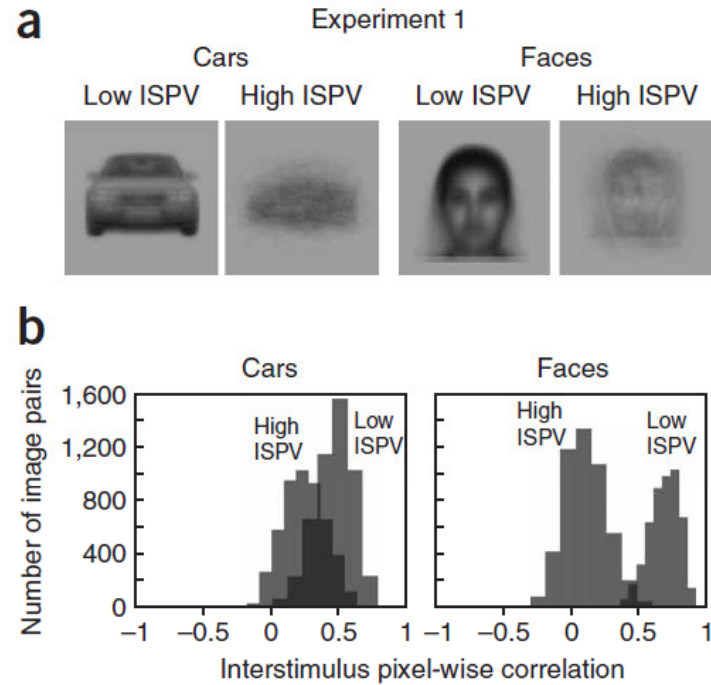 a
Experiment 1
Cars Faces
Low ISPV High ISPV Low ISPV High ISPV
b
Cars
Faces
Number of image pairs
1,600
1,200
800
400
0
High
ISPV
Low
ISPV
High
ISPV
Low
ISPV
−1 −0.5 0 0.5 1 −1 −0.5 0 0.5 1
Interstimulus pixel-wise correlation